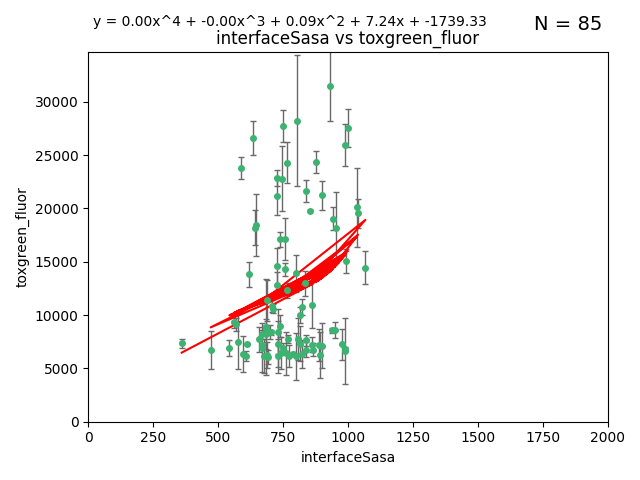 y = 0.00x^4 + -0.00x^3 + 0.09x^2 + 7.24x + -1739.33
N = 85
interfaceSasa vs toxgreen_fluor
30000
25000
20000
15000
10000
5000
0
toxgreen_fluor
0 250 500 750 1000 1250 1500 1750 2000
interfaceSasa